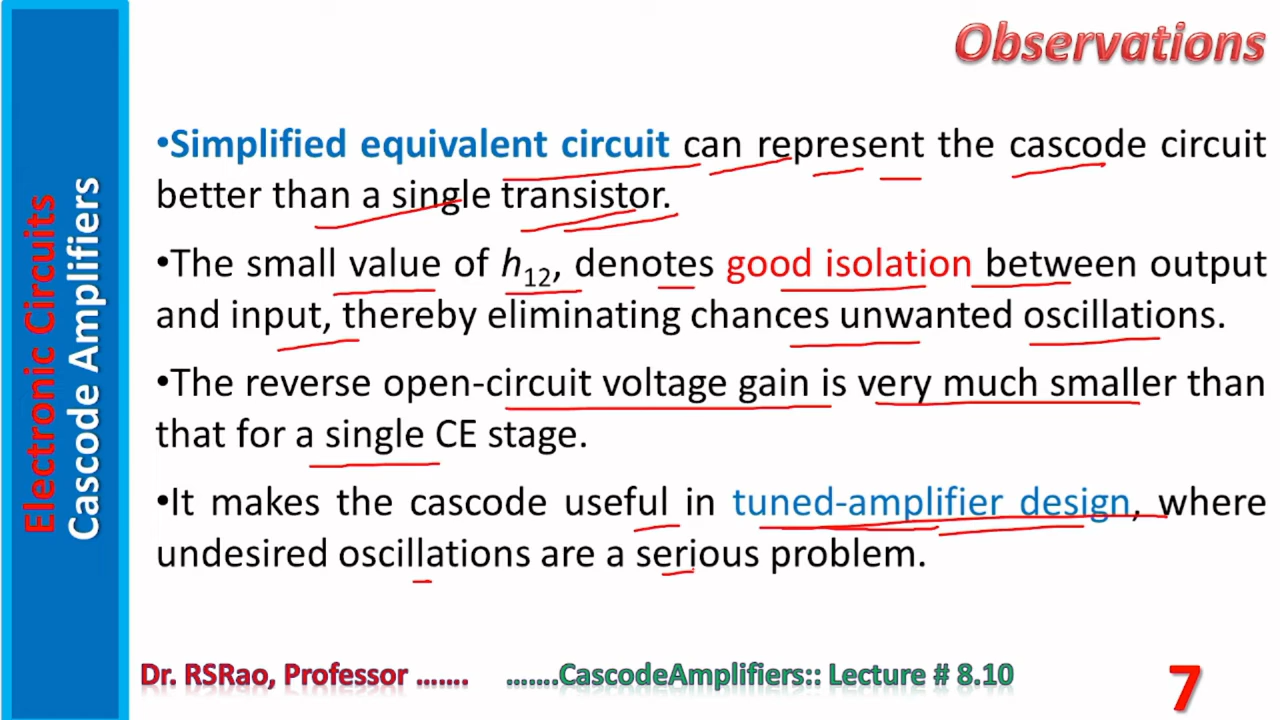 Observations
Electronic Circuits
Cascode Amplifiers
•Simplified equivalent circuit can represent the cascode circuit
better than a single transistor.
•The small value of h12, denotes good isolation between output
and input, thereby eliminating chances unwanted oscillations.
•The reverse open-circuit voltage gain is very much smaller than
that for a single CE stage.
•It makes the cascode useful in tuned-amplifier design, where
undesired oscillations are a serious problem.
Dr. RSRao, Professor ……. …….CascodeAmplifiers:: Lecture # 8.10
7